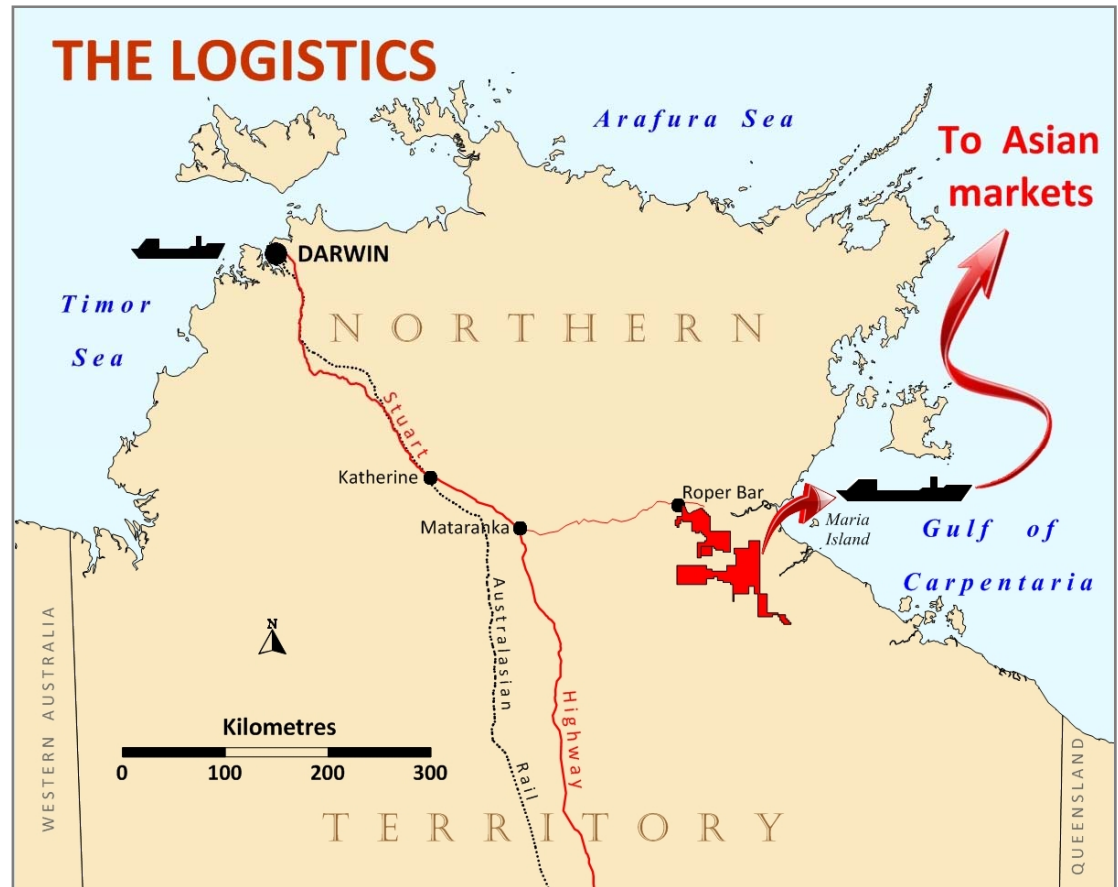 THE LOGISTICS
Arafura Sea
To Asian
markets
DARWIN
Timor
Sea
NORTHERN
Stuart
Katherine
Roper Bar
Mataranka
Maria
Island
Gulf of
Carpentaria
Australasian
Rail
Highway
N
WESTERN AUSTRALIA
Kilometres
0 100 200 300
TERRITORY
QUEENSLAND